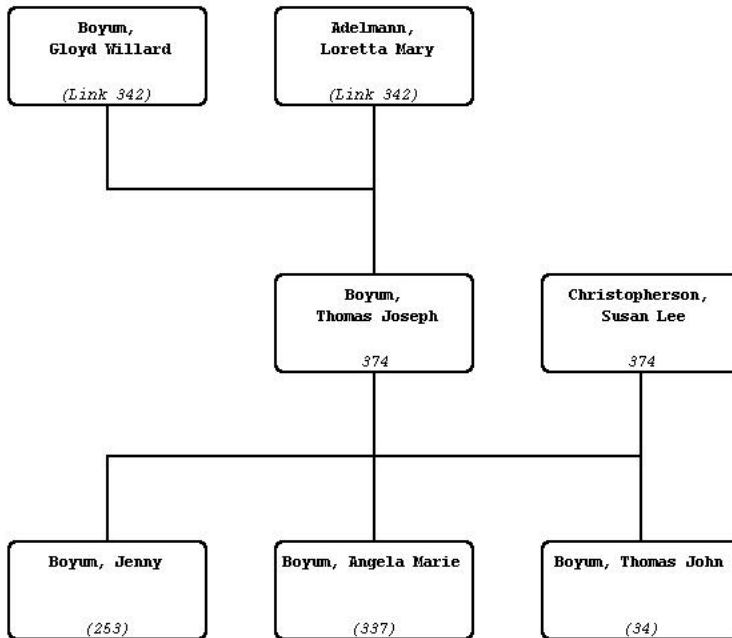 Boyum,
Gloyd Willard
(Link 342)
Adelmann,
Loretta Mary
(Link 342)
Boyum,
Thomas Joseph
374
Christopherson,
Susan Lee
374
Boyum, Jenny
(253)
Boyum, Angela Marie
(337)
Boyum, Thomas John
(34)